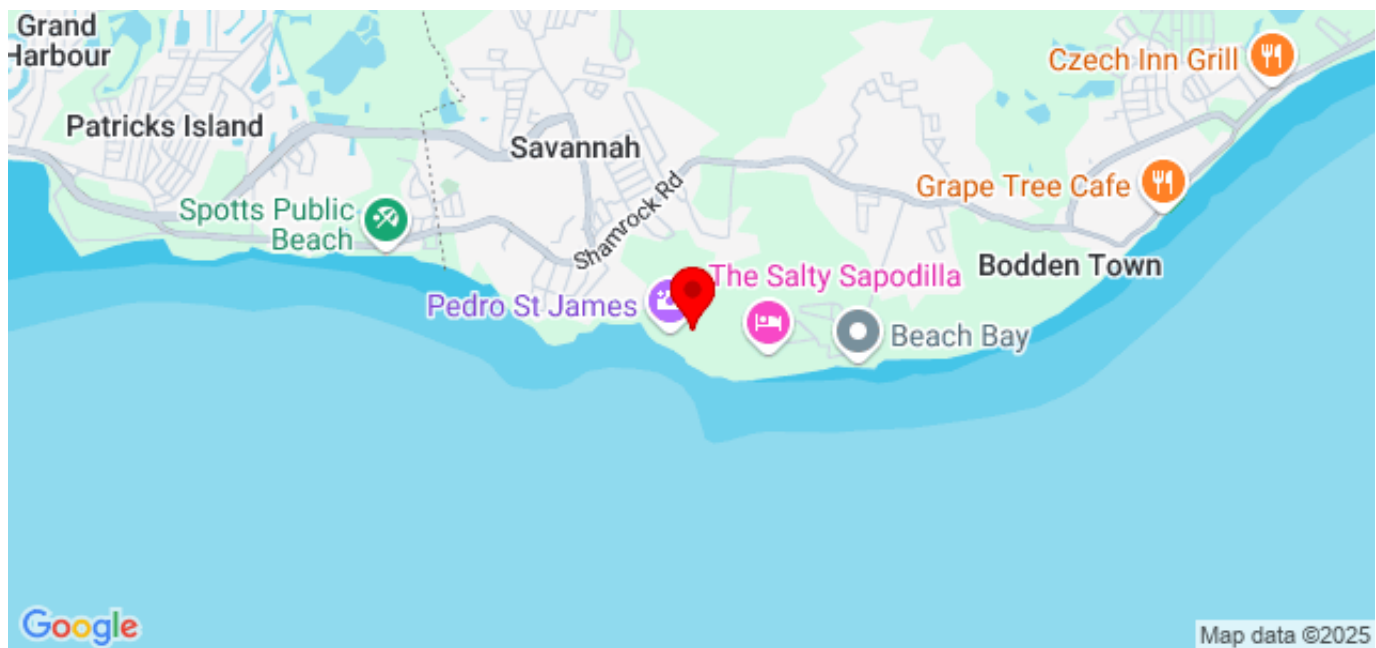 Grand
Harbour
Czech Inn Grill
Patricks Island
Savannah
Grape Tree Cafe
Spotts Public
Beach
Shamrock Rd
Bodden Town
The Salty Sapodilla
Pedro St James
Beach Bay
Google
Map data ©2025